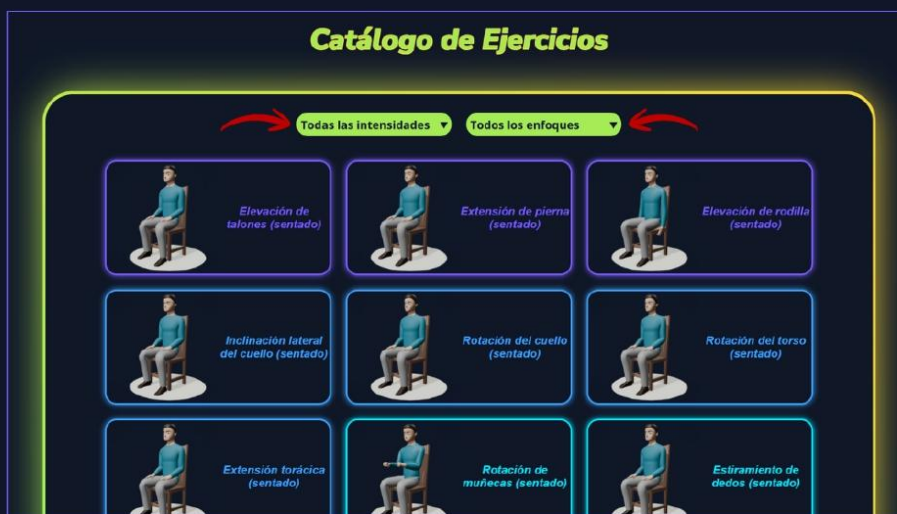 Catálogo de Ejercicios
Todas las intensidades ▼
Todos los enfoques ▼
Elevación de
talones (sentado)
Extensión de pierna
(sentado)
Elevación de rodilla
(sentado)
Inclinación lateral
del cuello (sentado)
Rotación del cuello
(sentado)
Rotación del torso
(sentado)
Extensión torácica
(sentado)
Rotación de
muñecas (sentado)
Estiramiento de
dedos (sentado)